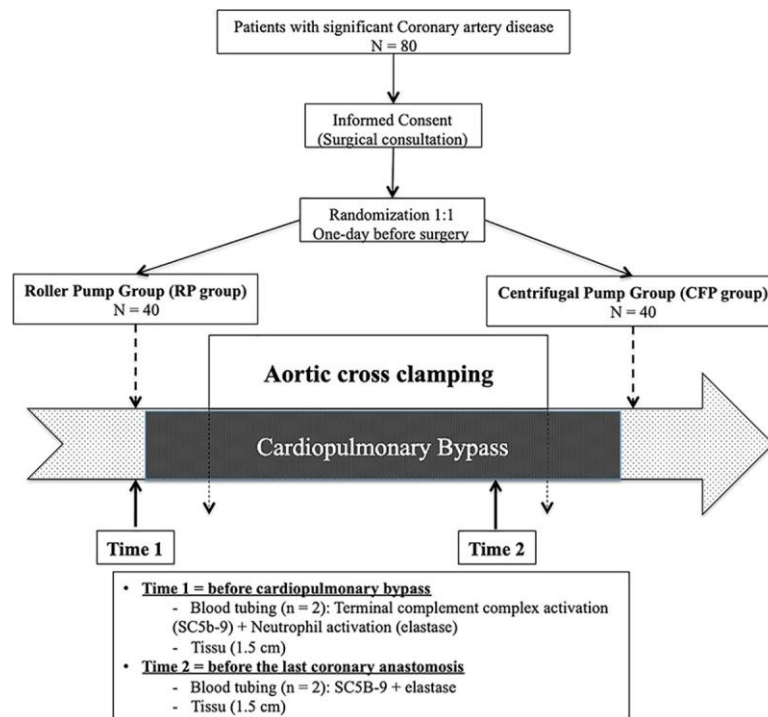 Patients with significant Coronary artery disease
N = 80
Informed Consent
(Surgical consultation)
Randomization 1:1
One-day before surgery
Roller Pump Group (RP group)
N = 40
Centrifugal Pump Group (CFP group)
N = 40
Aortic cross clamping
Cardiopulmonary Bypass
Time 1
Time 2
• Time 1 = before cardiopulmonary bypass
- Blood tubing (n = 2): Terminal complement complex activation
(SC5b-9) + Neutrophil activation (elastase)
- Tissu (1.5 cm)
• Time 2 = before the last coronary anastomosis
- Blood tubing (n = 2): SC5B-9 + elastase
- Tissu (1.5 cm)